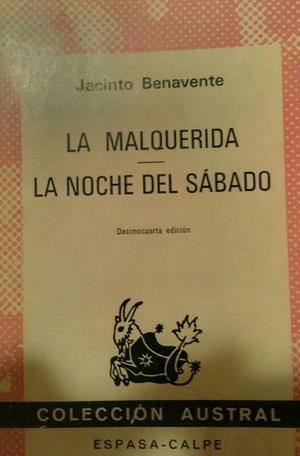 Jacinto Benavente
LA MALQUERIDA
LA NOCHE DEL SÁBADO
Decimocuarta edición
COLECCIÓN AUSTRAL
ESPASA-CALPE